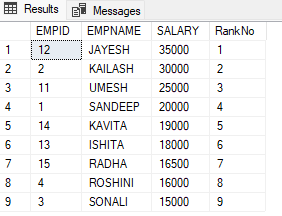 Results Messages
EMPID EMPNAME SALARY RankNo
1 12 JAYESH 35000 1
2 2 KAILASH 30000 2
3 11 UMESH 25000 3
4 1 SANDEEP 20000 4
5 14 KAVITA 19000 5
6 13 ISHITA 18000 6
7 15 RADHA 16500 7
8 4 ROSHINI 16000 8
9 3 SONALI 15000 9